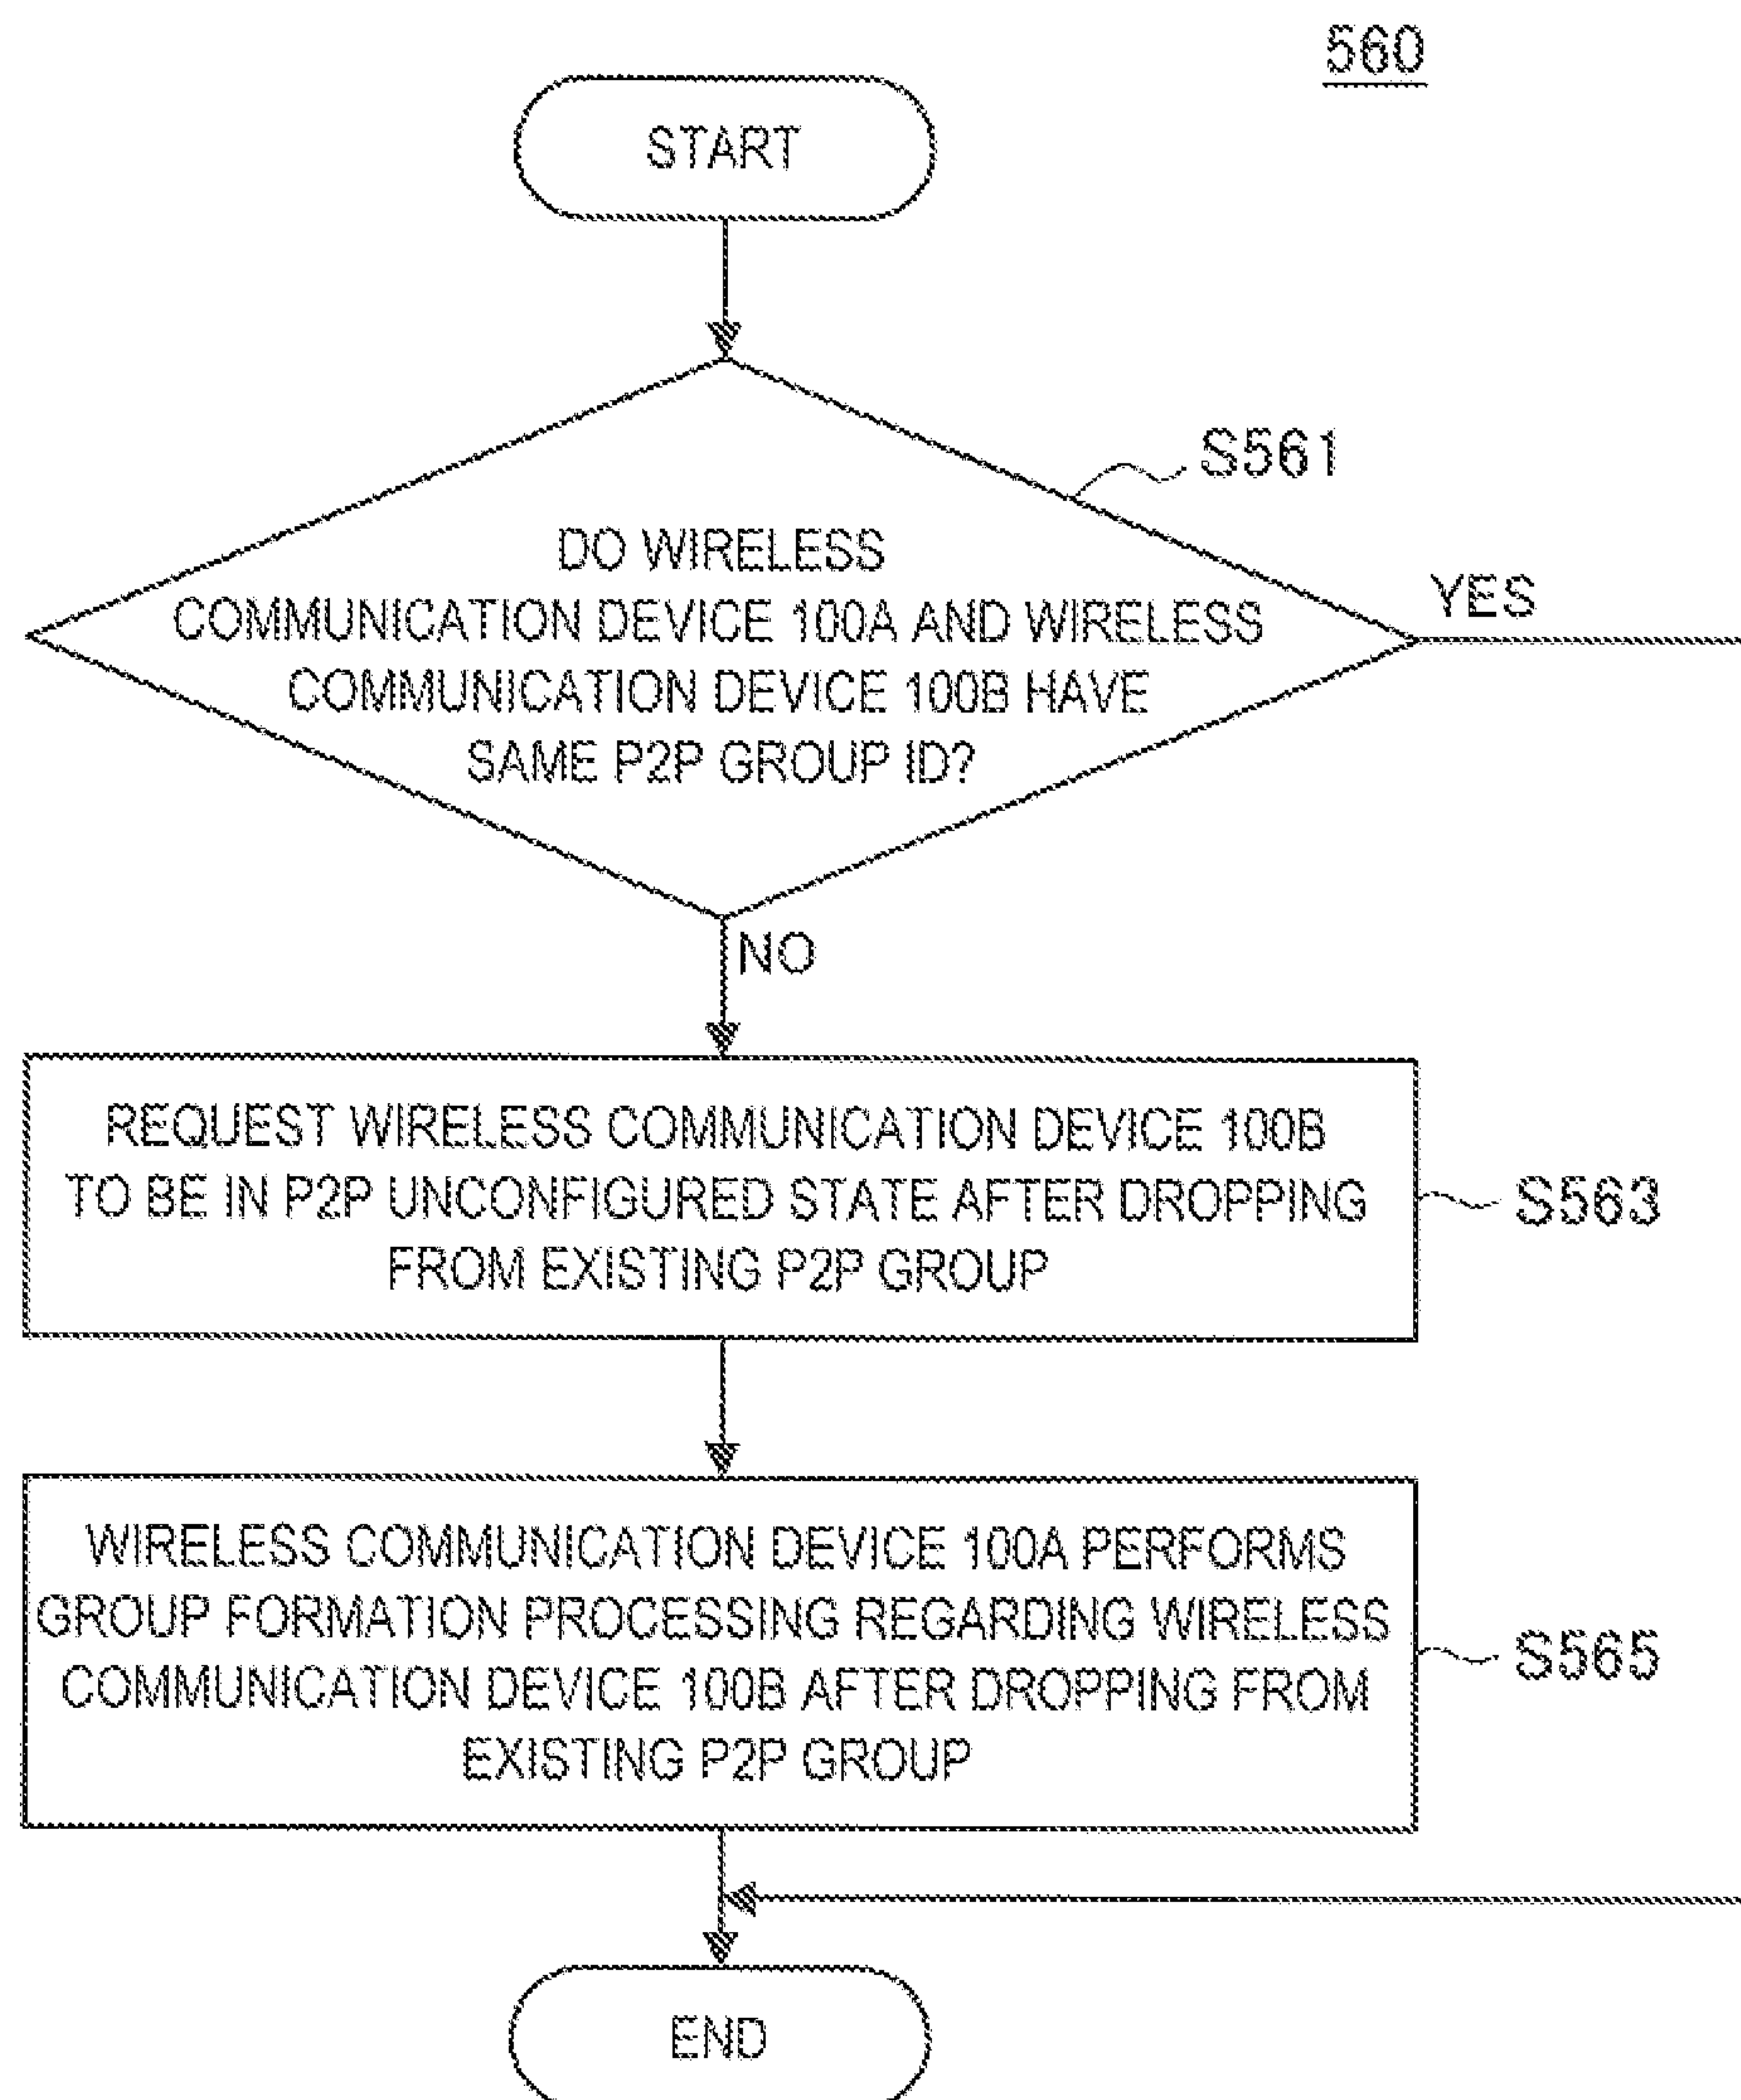 560
START
S561
DO WIRELESS
COMMUNICATION DEVICE 100A AND WIRELESS
COMMUNICATION DEVICE 100B HAVE
SAME P2P GROUP ID?
YES
NO
REQUEST WIRELESS COMMUNICATION DEVICE 100B
TO BE IN P2P UNCONFIGURED STATE AFTER DROPPING
FROM EXISTING P2P GROUP
S563
WIRELESS COMMUNICATION DEVICE 100A PERFORMS
GROUP FORMATION PROCESSING REGARDING WIRELESS
COMMUNICATION DEVICE 100B AFTER DROPPING FROM
EXISTING P2P GROUP
S565
END